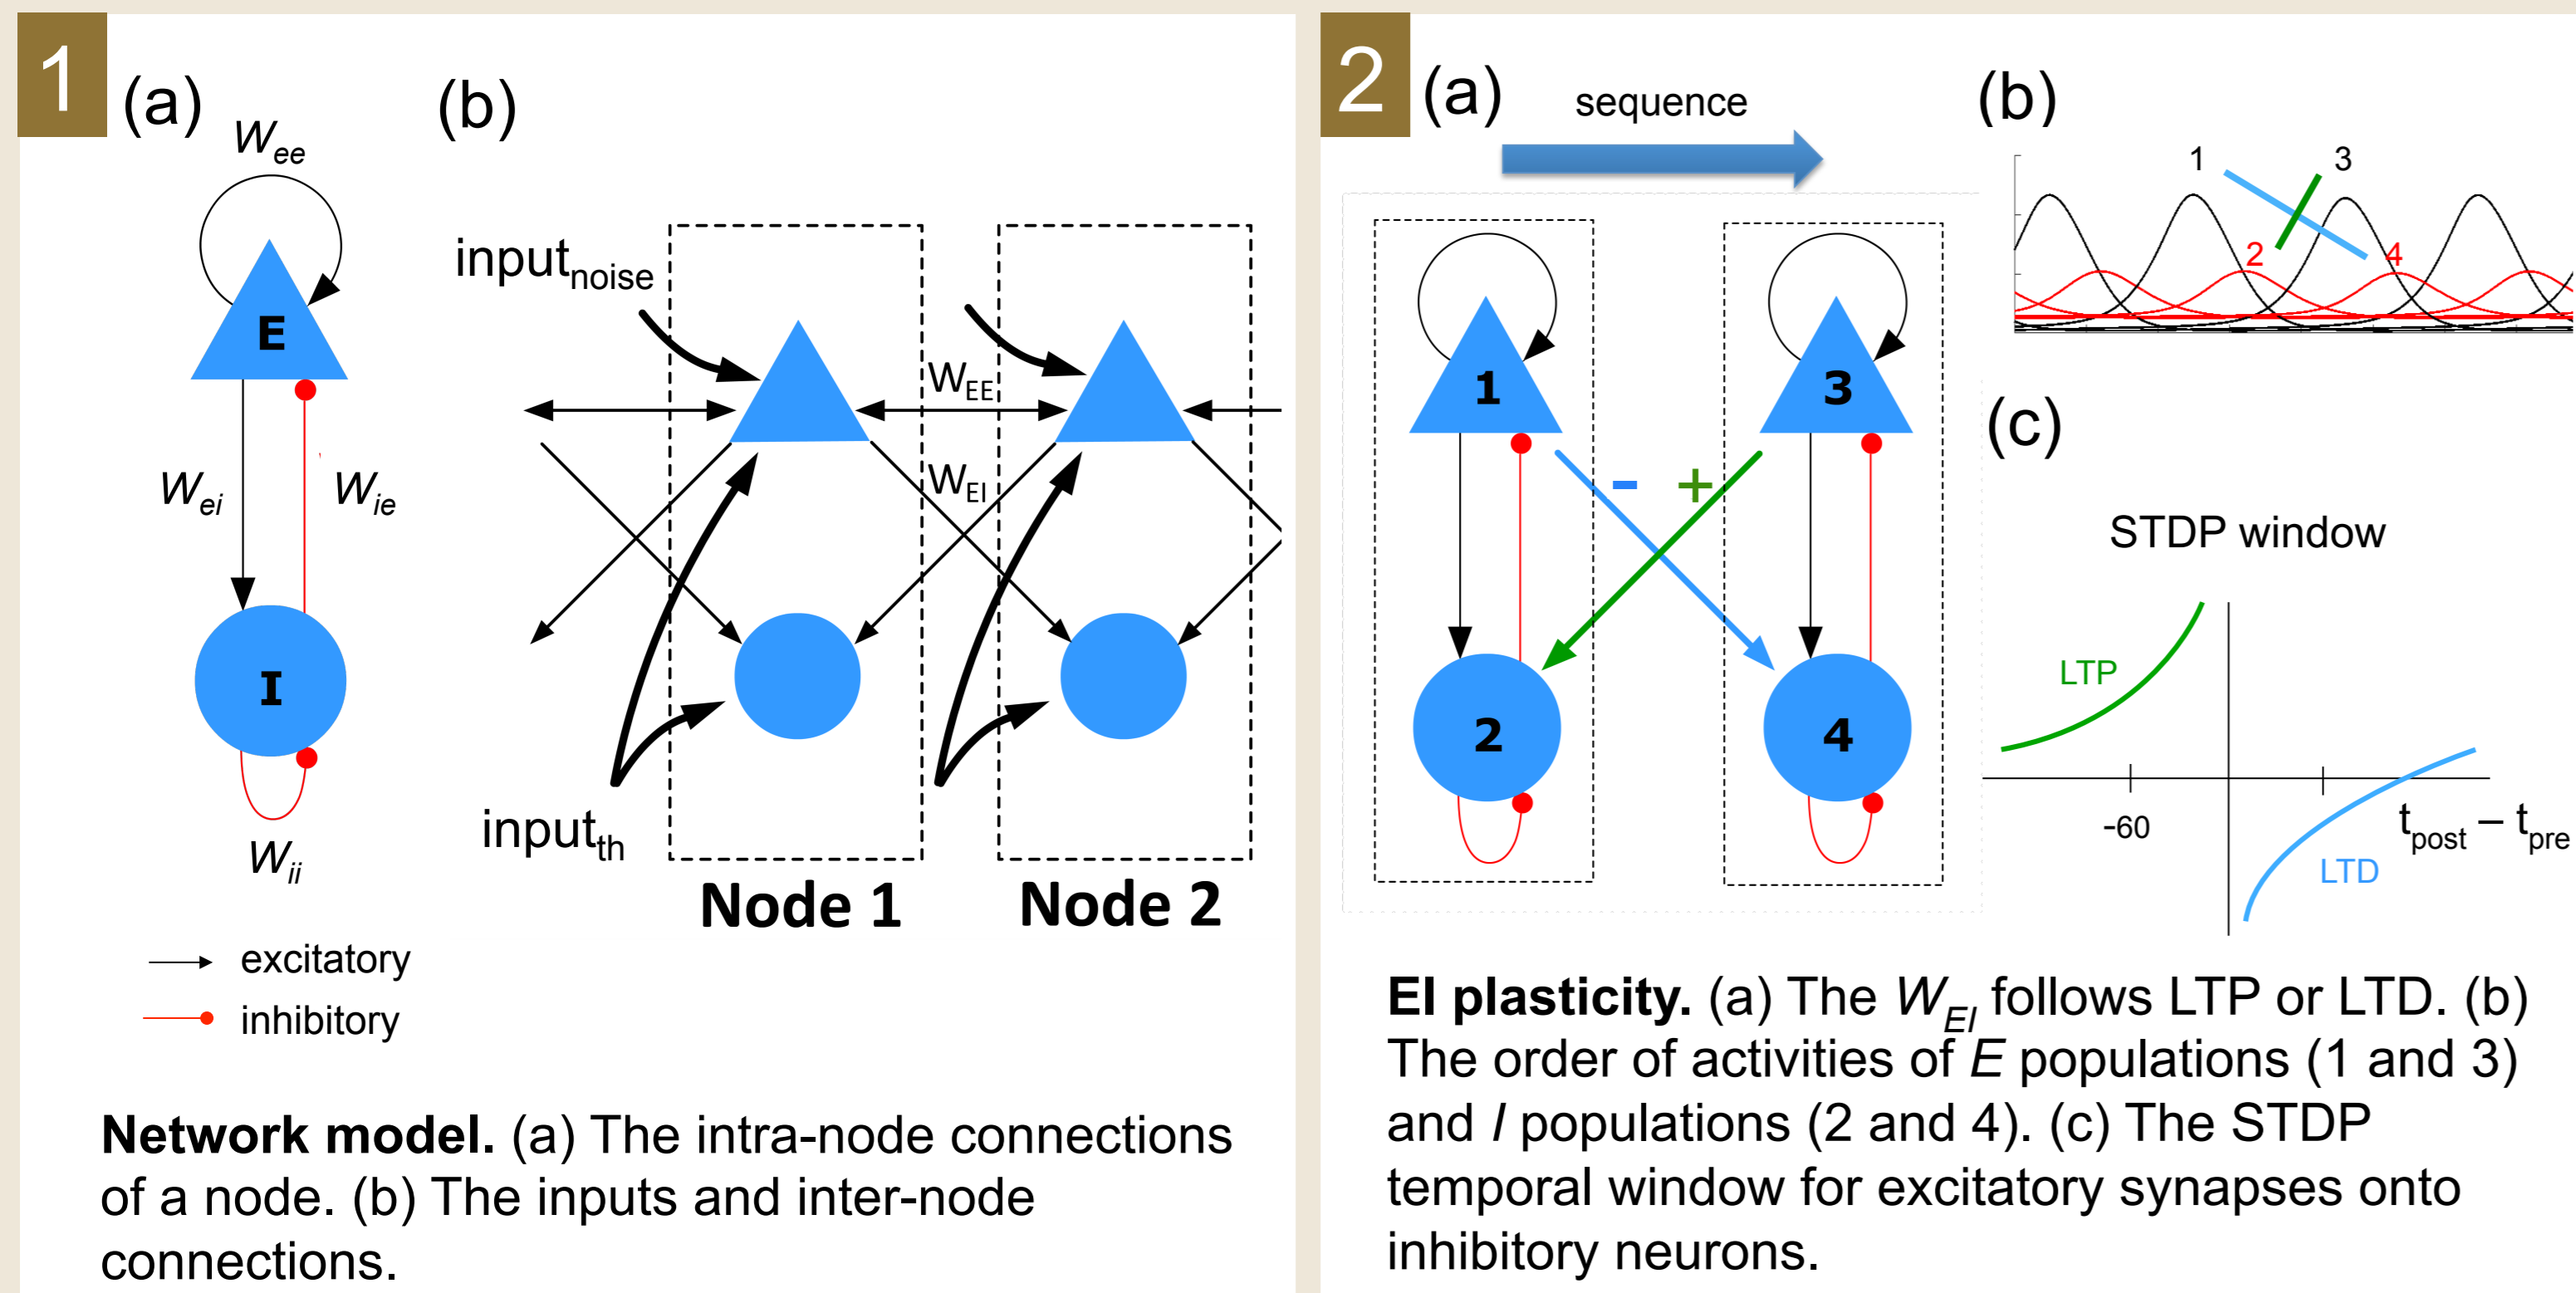 1
(a)
(b)
Wee
E
Wei
Wie
I
Wii
excitatory
inhibitory
inputnoise
WEE
WEI
inputth
Node 1
Node 2
Network model. (a) The intra-node connections
of a node. (b) The inputs and inter-node
connections.
2
(a)
sequence
1
3
- +
2
4
(b)
1
3
2
4
(c)
STDP window
LTP
-60
tpost – tpre
LTD
EI plasticity. (a) The WEI follows LTP or LTD. (b)
The order of activities of E populations (1 and 3)
and I populations (2 and 4). (c) The STDP
temporal window for excitatory synapses onto
inhibitory neurons.